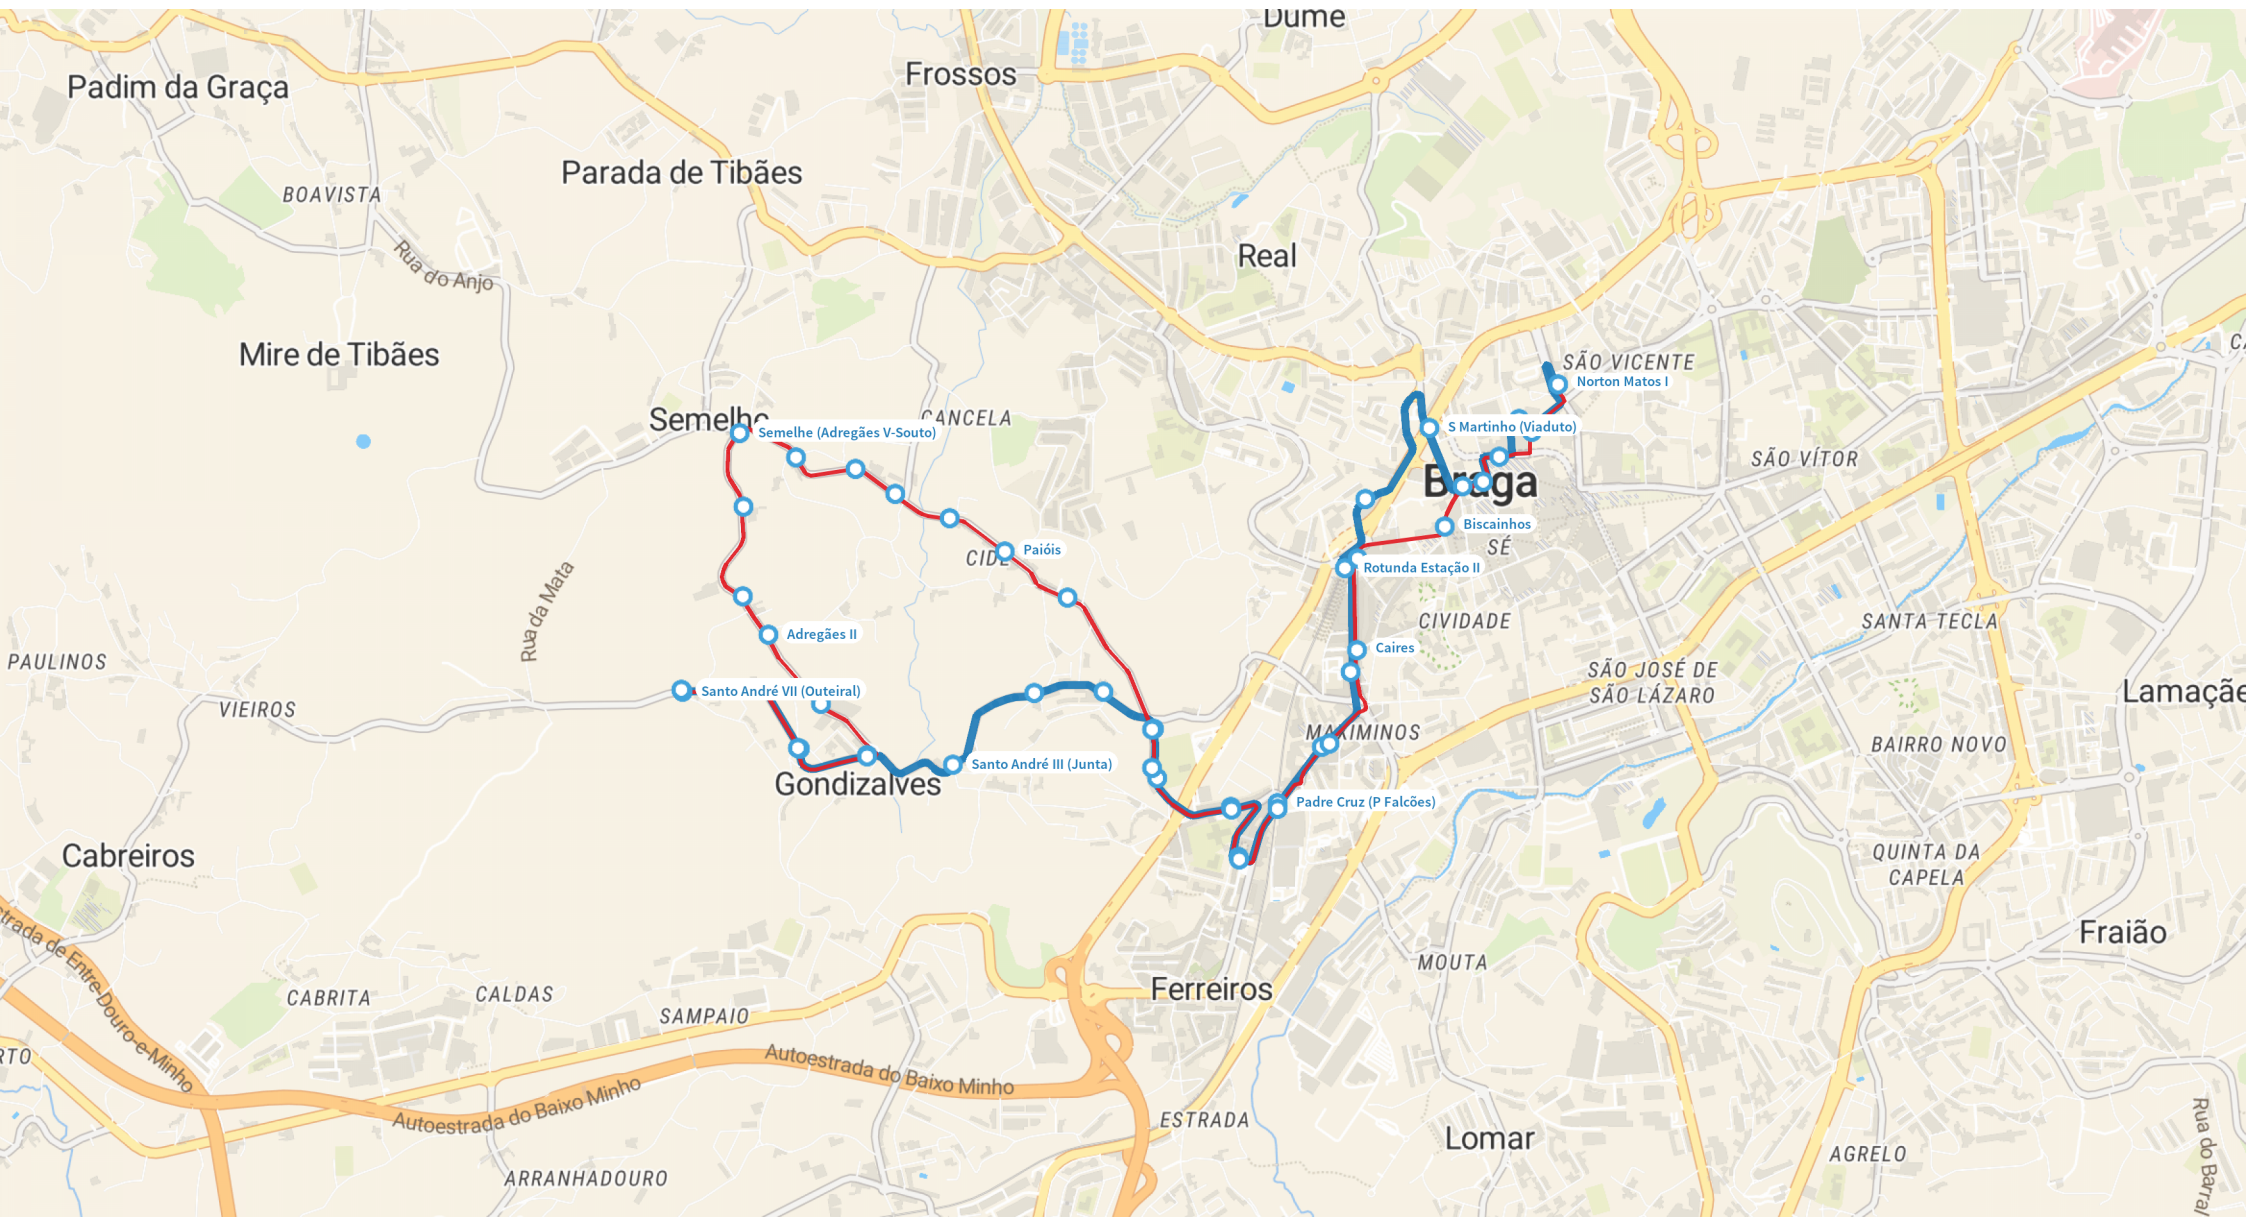 Dume
Padim da Graça
Frossos
Parada de Tibães
BOAVISTA
Rua do Anjo
Real
Mire de Tibães
SÃO VICENTE
Norton Matos I
Semelhe
Semelhe (Adregães V-Souto)
CANCELA
S Martinho (Viaduto)
Braga
SÃO VÍTOR
Biscainhos
SÉ
Paióis
Rotunda Estação II
Rua da Mata
CIVIDADE
SANTA TECLA
Adregães II
Caires
PAULINOS
SÃO JOSÉ DE
SÃO LÁZARO
Santo André VII (Outeiral)
Lamaçãe
VIEIROS
MAXIMINOS
BAIRRO NOVO
Santo André III (Junta)
Gondizalves
Padre Cruz (P Falcões)
Cabreiros
QUINTA DA
CAPELA
Estrada de Entre-Douro-e-Minho
Fraião
MOUTA
Ferreiros
CABRITA
CALDAS
SAMPAIO
Autoestrada do Baixo Minho
Autoestrada do Baixo Minho
ESTRADA
Lomar
AGRELO
ARRANHADOURO
Rua do Barral